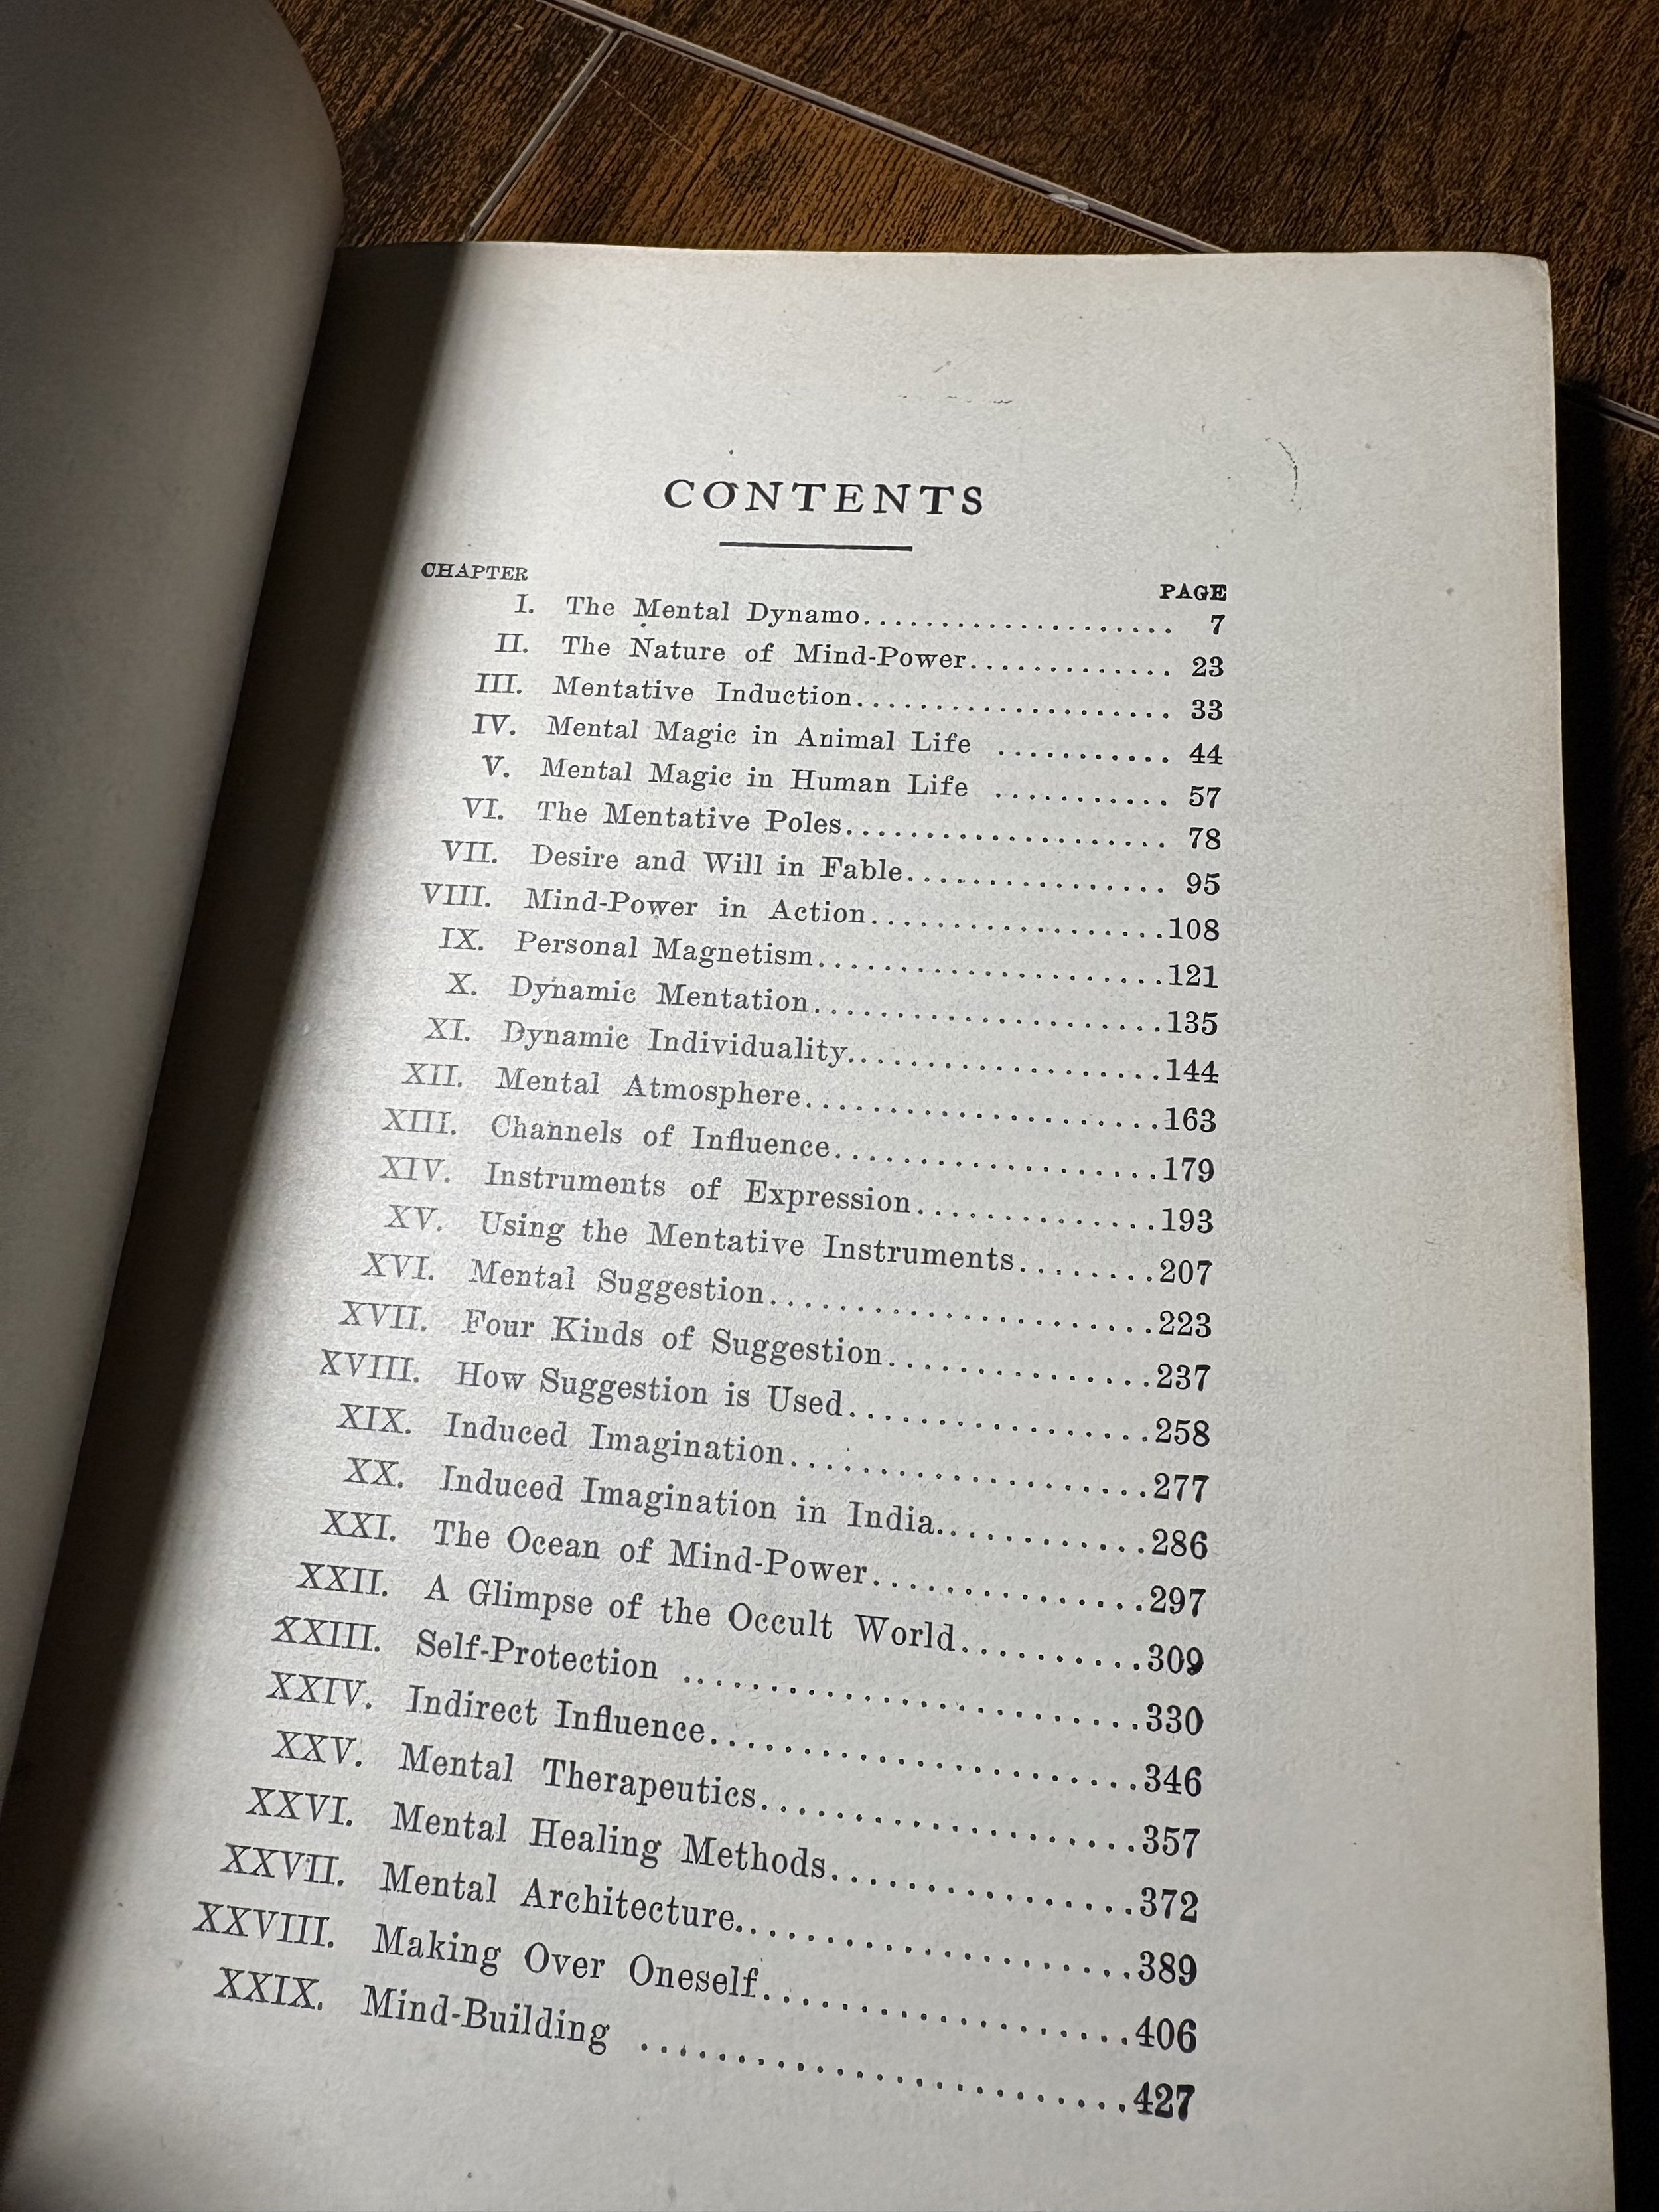 CONTENTS
CHAPTER PAGE
I. The Mental Dynamo.................... 7
II. The Nature of Mind-Power............. 23
III. Mentative Induction.................... 33
IV. Mental Magic in Animal Life ........... 44
V. Mental Magic in Human Life ........... 57
VI. The Mentative Poles.................... 78
VII. Desire and Will in Fable................ 95
VIII. Mind-Power in Action..................108
IX. Personal Magnetism.....................121
X. Dynamic Mentation.....................135
XI. Dynamic Individuality...................144
XII. Mental Atmosphere.....................163
XIII. Channels of Influence...................179
XIV. Instruments of Expression..............193
XV. Using the Mentative Instruments........207
XVI. Mental Suggestion.......................223
XVII. Four Kinds of Suggestion...............237
XVIII. How Suggestion is Used.................258
XIX. Induced Imagination....................277
XX. Induced Imagination in India...........286
XXI. The Ocean of Mind-Power...............297
XXII. A Glimpse of the Occult World..........309
XXIII. Self-Protection ..........................330
XXIV. Indirect Influence........................346
XXV. Mental Therapeutics.....................357
XXVI. Mental Healing Methods.................372
XXVII. Mental Architecture.....................389
XXVIII. Making Over Oneself....................406
XXIX. Mind-Building .........................427